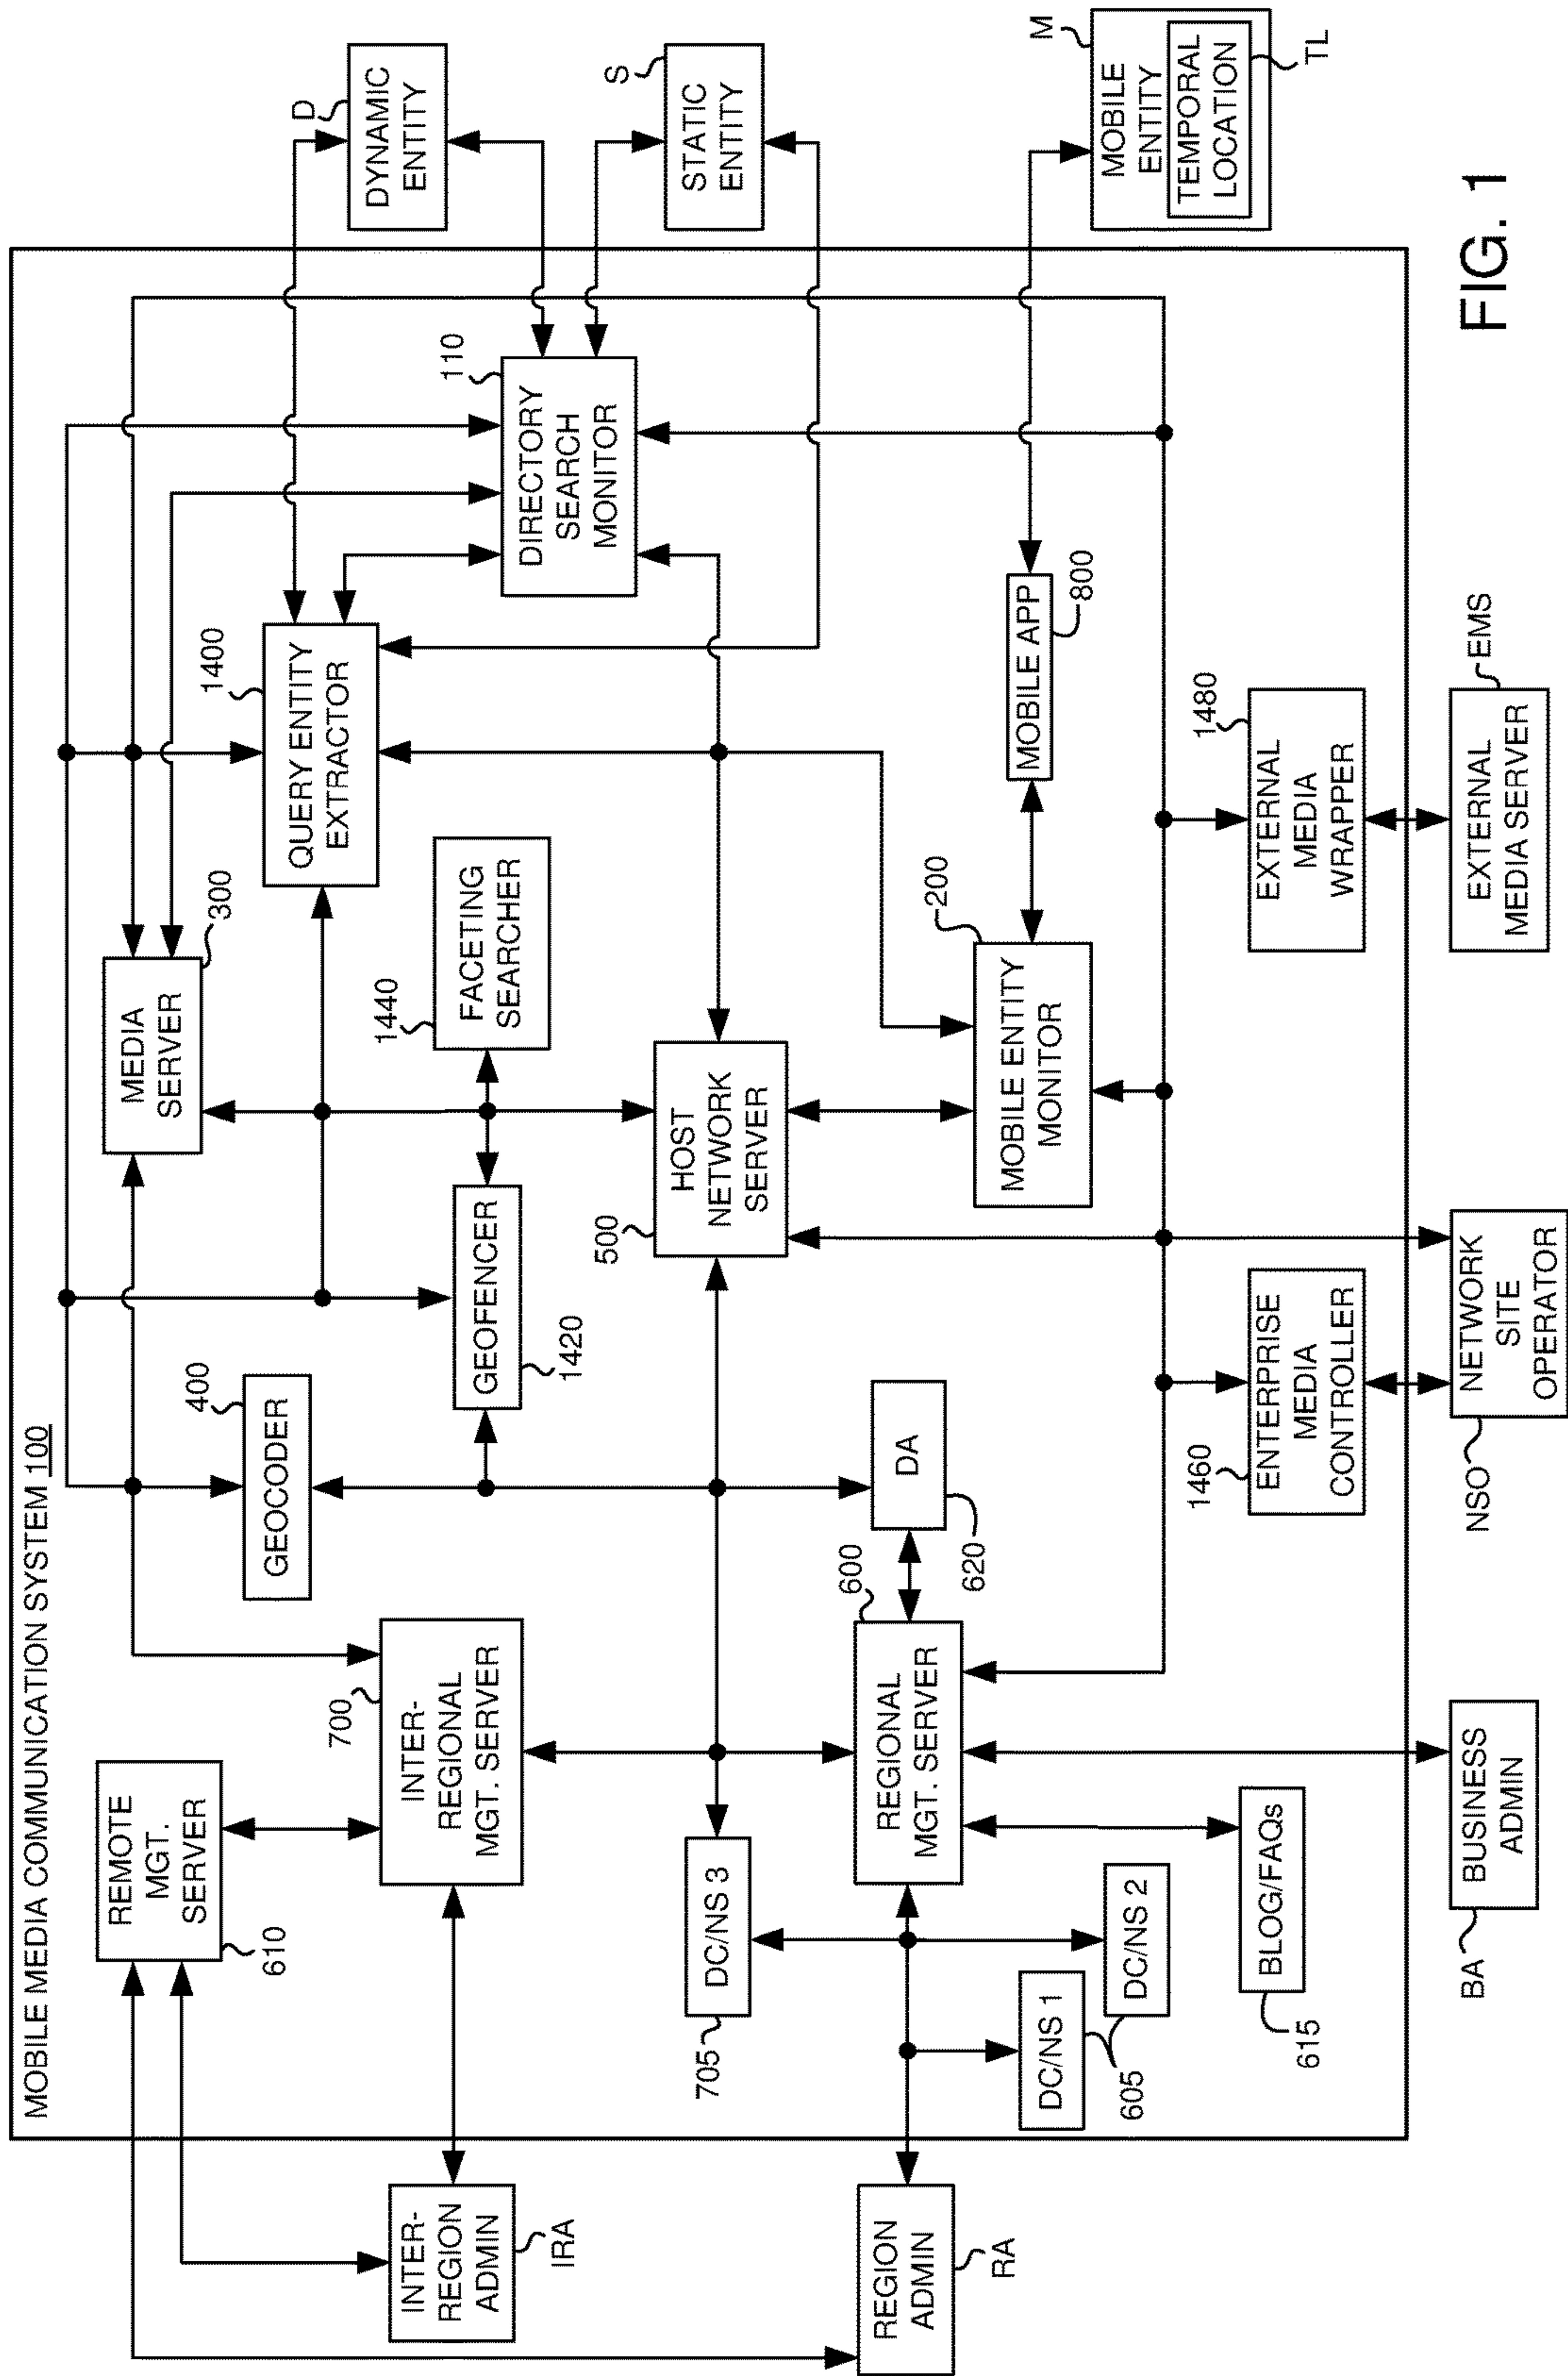 MOBILE MEDIA COMMUNICATION SYSTEM 100
REMOTE
MGT.
SERVER
610
INTER-
REGION
ADMIN
IRA
REGION
ADMIN
RA
INTER-
REGIONAL
MGT. SERVER
700
GEOCODER
400
MEDIA
SERVER
300
QUERY ENTITY
EXTRACTOR
1400
DIRECTORY
SEARCH
MONITOR
110
DYNAMIC
ENTITY
D
STATIC
ENTITY
S
GEOFENCER
1420
FACETING
SEARCHER
1440
HOST
NETWORK
SERVER
500
DC/NS 3
705
REGIONAL
MGT. SERVER
600
DA
620
DC/NS 1
DC/NS 2
605
BLOG/FAQs
615
MOBILE ENTITY
MONITOR
200
MOBILE APP
800
MOBILE
ENTITY
TEMPORAL
LOCATION
M
TL
ENTERPRISE
MEDIA
CONTROLLER
1460
EXTERNAL
MEDIA
WRAPPER
1480
BUSINESS
ADMIN
BA
NETWORK
SITE
OPERATOR
NSO
EXTERNAL
MEDIA SERVER
EMS
FIG. 1